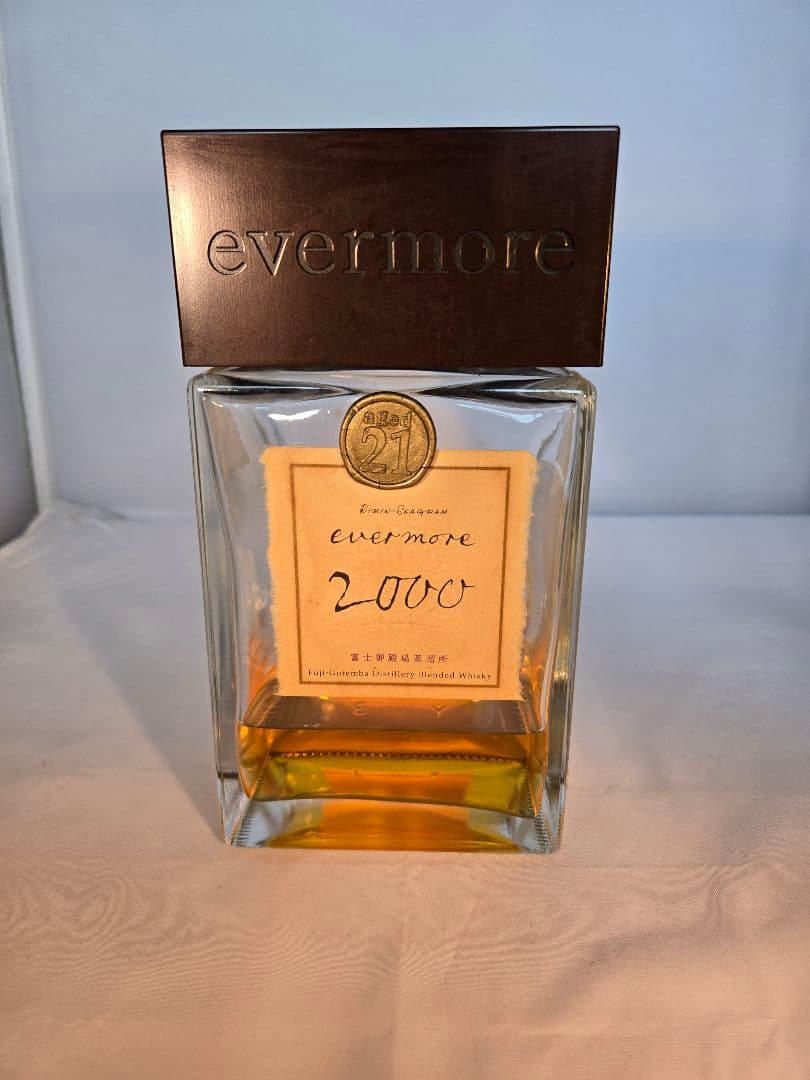 evermore
aged
21
KIRIN-SEAGRAM
evermore
2000
富士御殿場蒸溜所
Fuji-Gotemba Distillery Blended Whisky